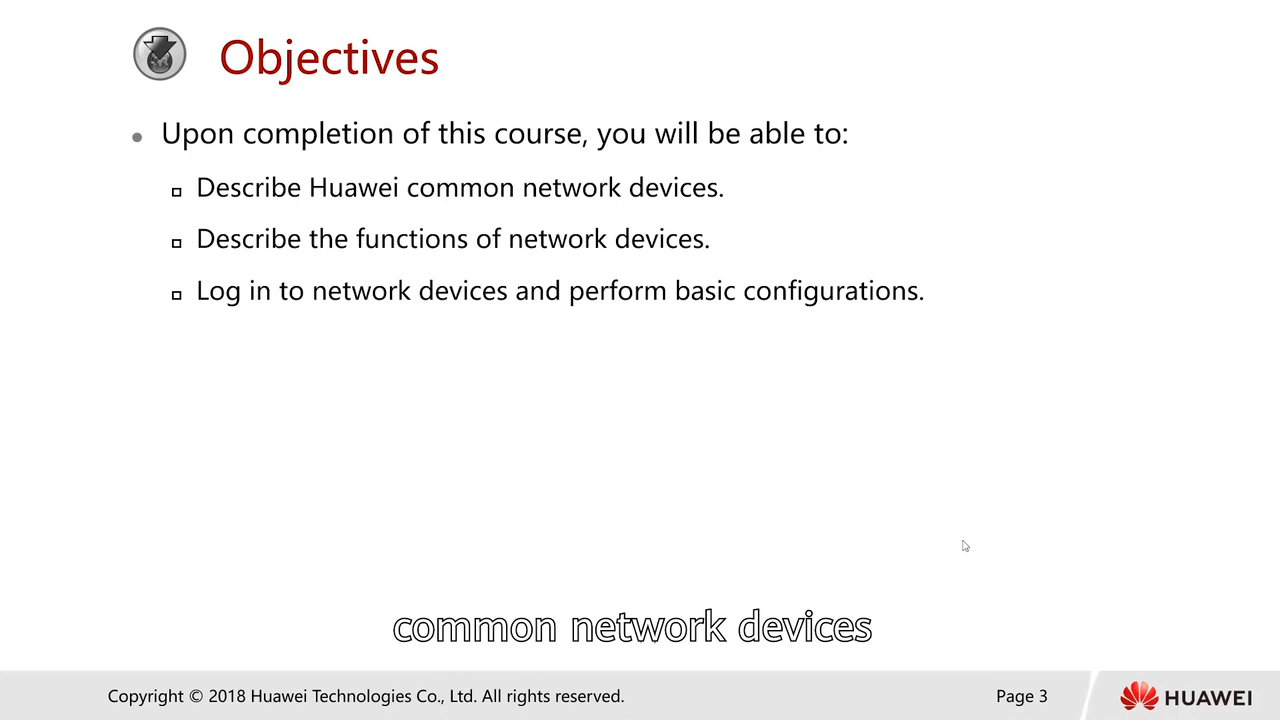 Objectives
Upon completion of this course, you will be able to:
Describe Huawei common network devices.
Describe the functions of network devices.
Log in to network devices and perform basic configurations.
common network devices
Copyright © 2018 Huawei Technologies Co., Ltd. All rights reserved.
Page 3
HUAWEI